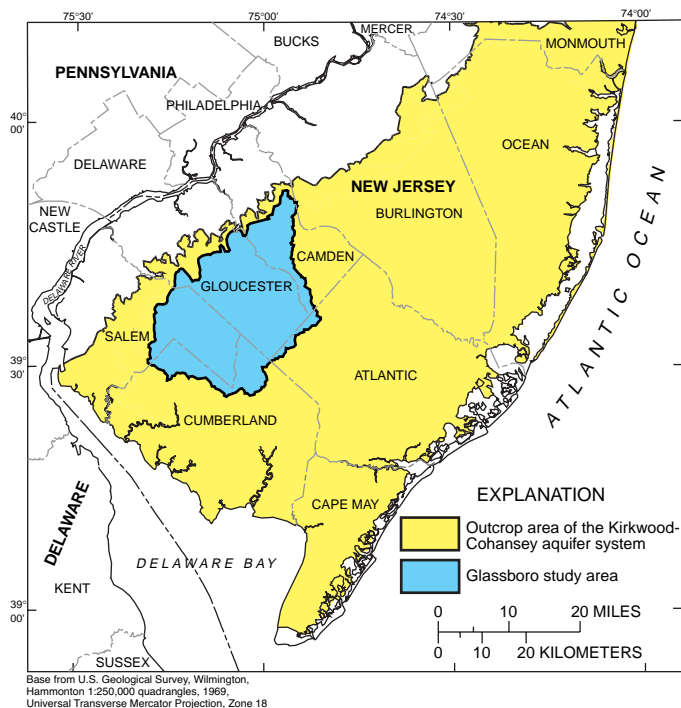 75°30'
75°00'
74°30'
74°00'
MERCER
BUCKS
MONMOUTH
PENNSYLVANIA
PHILADELPHIA
40°
00'
OCEAN
DELAWARE
NEW JERSEY
NEW
CASTLE
BURLINGTON
DELAWARE RIVER
CAMDEN
GLOUCESTER
ATLANTIC OCEAN
SALEM
39°
30'
ATLANTIC
CUMBERLAND
CAPE MAY
EXPLANATION
Outcrop area of the Kirkwood-
Cohansey aquifer system
DELAWARE
DELAWARE BAY
Glassboro study area
KENT
39°
00'
0 10 20 MILES
0 10 20 KILOMETERS
SUSSEX
Base from U.S. Geological Survey, Wilmington,
Hammonton 1:250,000 quadrangles, 1969,
Universal Transverse Mercator Projection, Zone 18